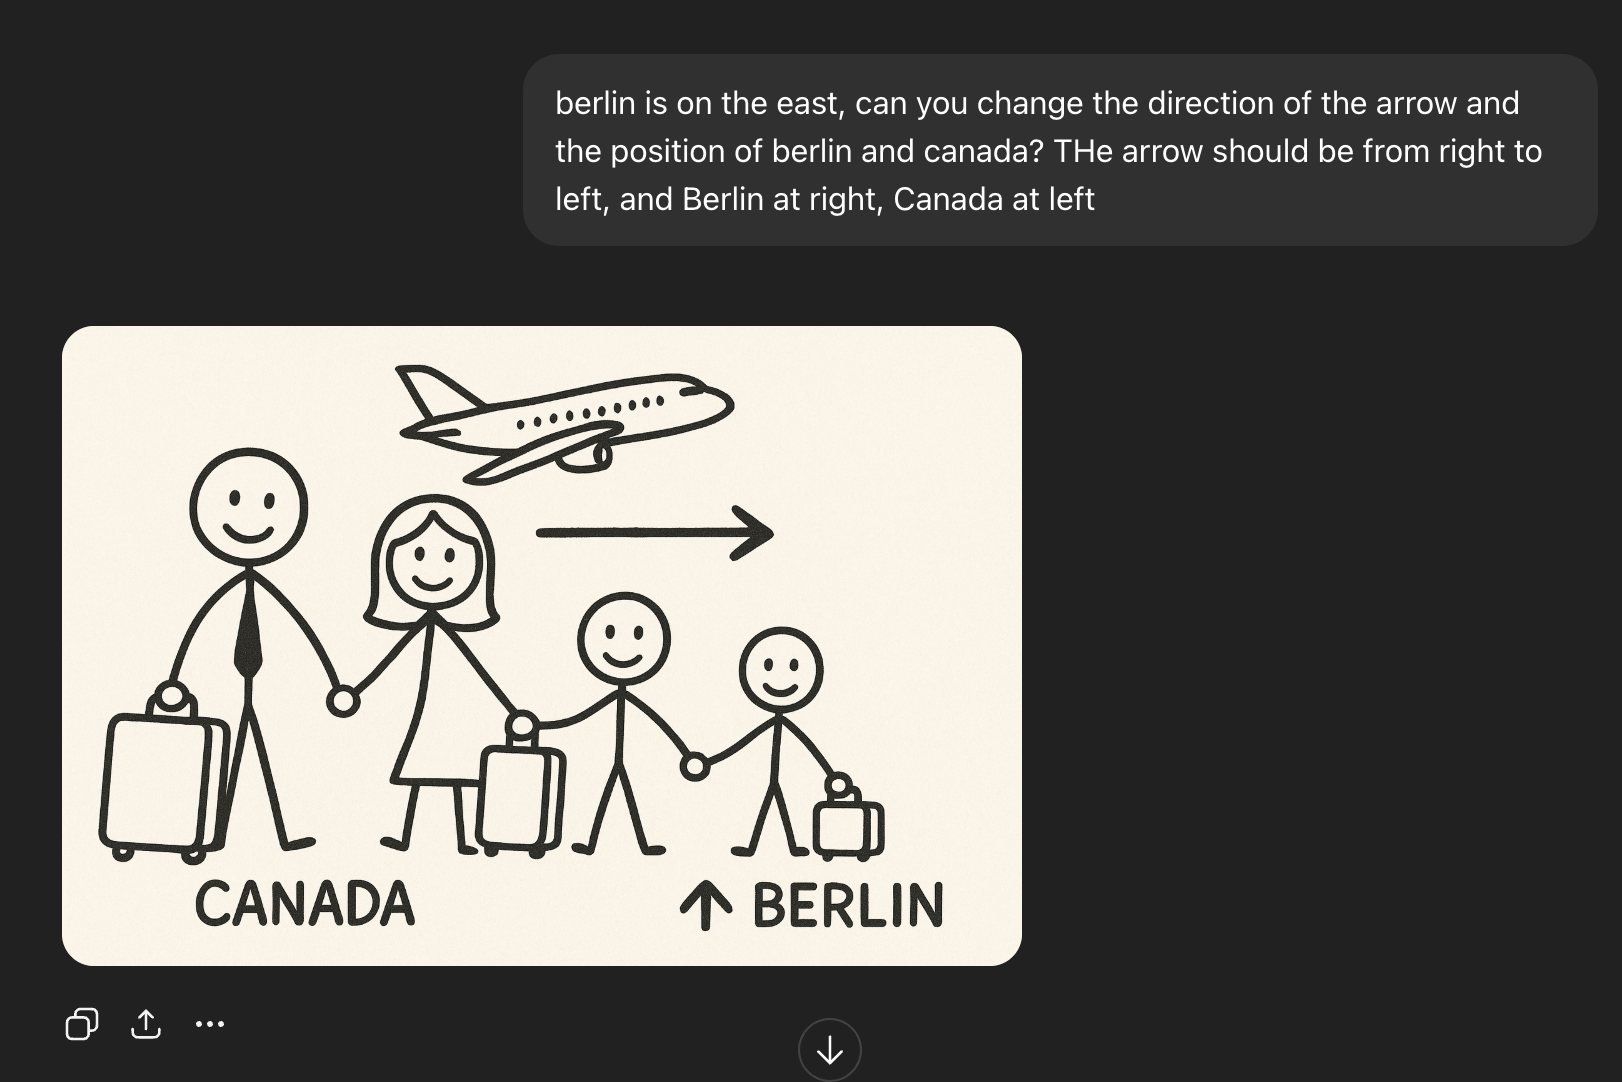 berlin is on the east, can you change the direction of the arrow and
the position of berlin and canada? THe arrow should be from right to
left, and Berlin at right, Canada at left
CANADA
↑ BERLIN